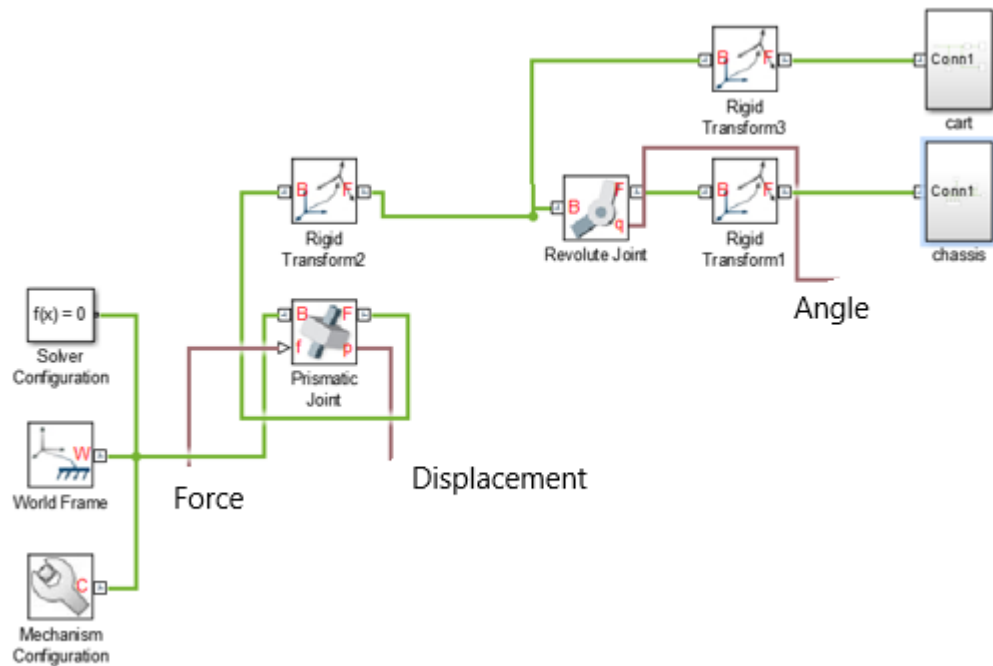 B
F
Rigid
Transform3
Conn1
cart
B
F
Rigid
Transform2
B
F
q
Revolute Joint
B
F
Rigid
Transform1
Conn1
chassis
Angle
f(x) = 0
Solver
Configuration
B
F
f
p
Prismatic
Joint
W
World Frame
Force
Displacement
C
Mechanism
Configuration